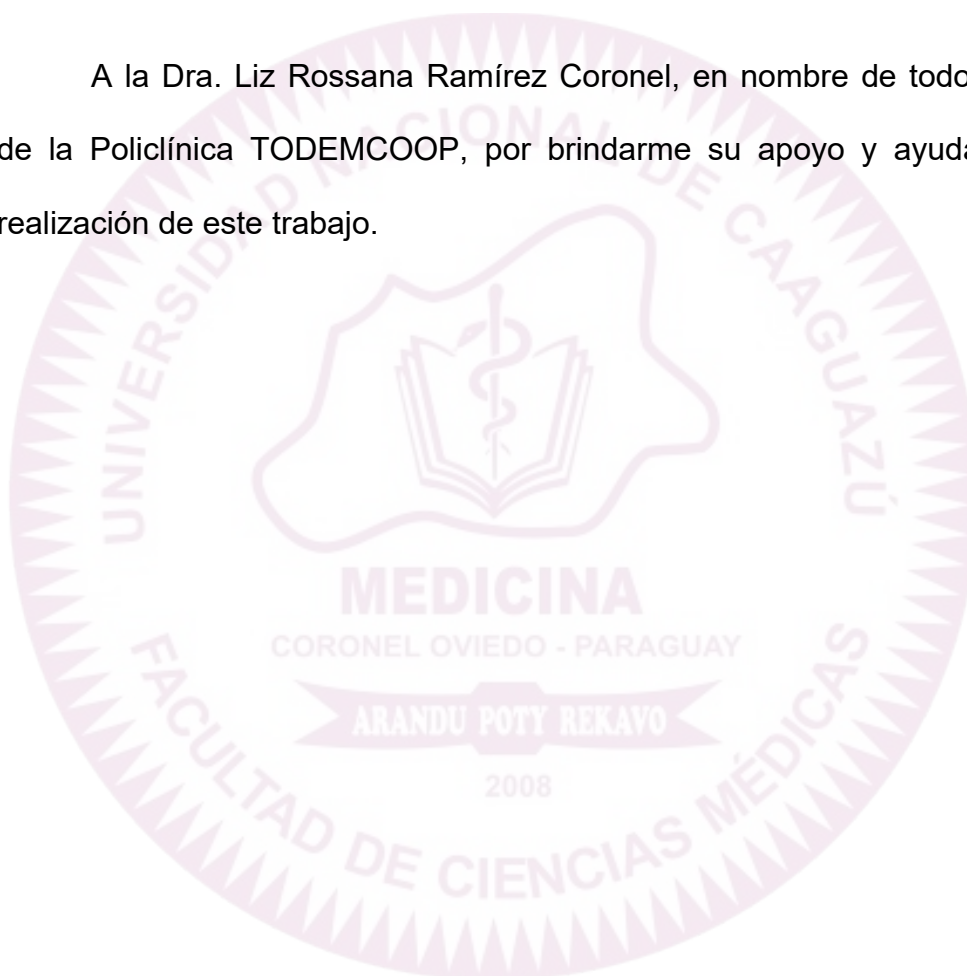 A la Dra. Liz Rossana Ramírez Coronel, en nombre de todo
de la Policlínica TODEMCOOP, por brindarme su apoyo y ayuda
realización de este trabajo.
UNIVERSIDAD NACIONAL DE CAAGUAZÚ
MEDICINA
CORONEL OVIEDO - PARAGUAY
ARANDU POTY REKAVO
2008
FACULTAD DE CIENCIAS MÉDICAS